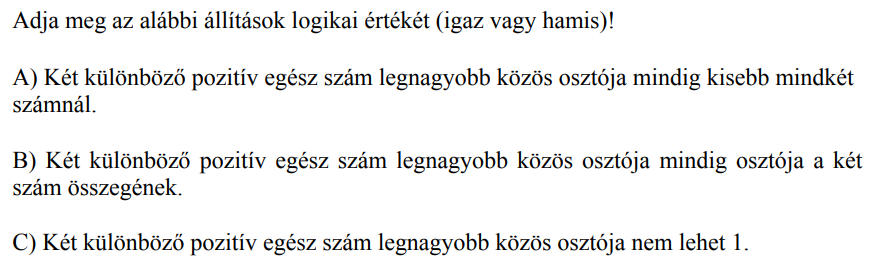 Adja meg az alábbi állítások logikai értékét (igaz vagy hamis)!
A) Két különböző pozitív egész szám legnagyobb közös osztója mindig kisebb mindkét
számnál.
B) Két különböző pozitív egész szám legnagyobb közös osztója mindig osztója a két
szám összegének.
C) Két különböző pozitív egész szám legnagyobb közös osztója nem lehet 1.